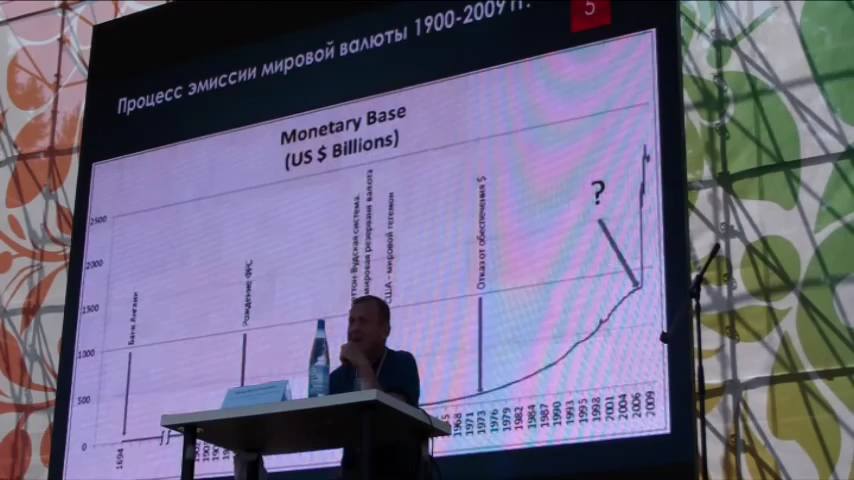 Процесс эмиссии мировой валюты 1900-2009 гг.
5
Monetary Base
(US $ Billions)
2500
2000
1500
1000
500
0
Банк Англии
Рождение ФРС
Вудская система.
мировая резервная валюта
США - мировой гегемон
Отказ от обеспечения $
?
1694
1968
1971
1973
1976
1979
1982
1984
1987
1990
1993
1995
1998
2001
2004
2006
2009